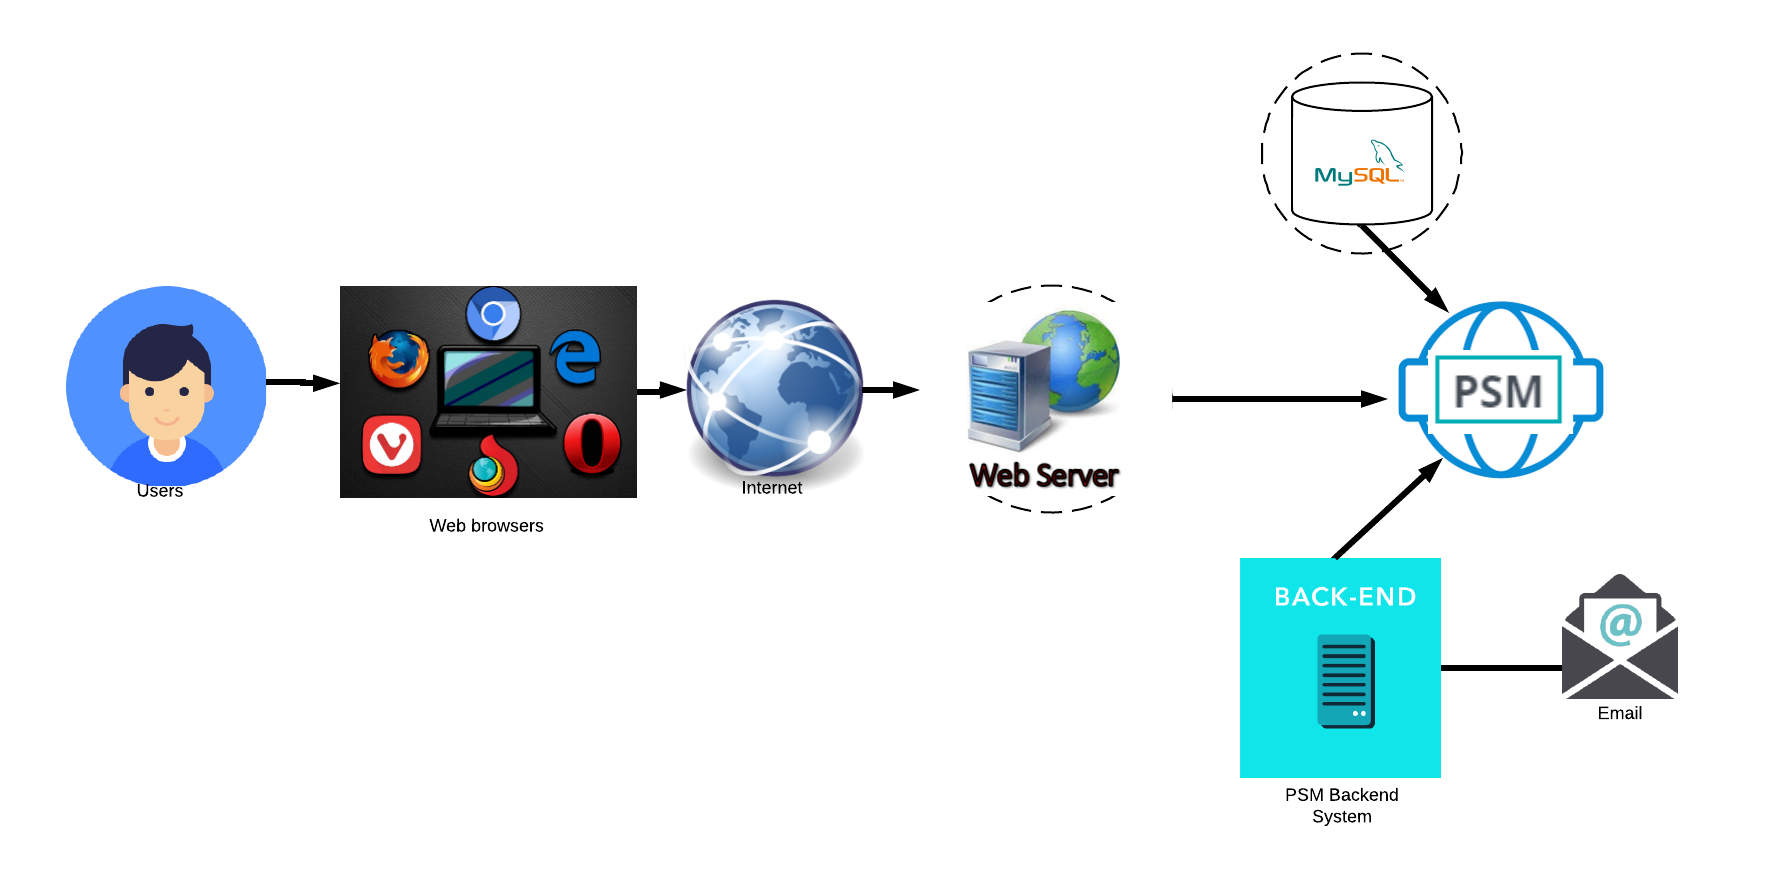 MySQL
PSM
Web Server
Users
Internet
Web browsers
BACK-END
@
Email
PSM Backend
System